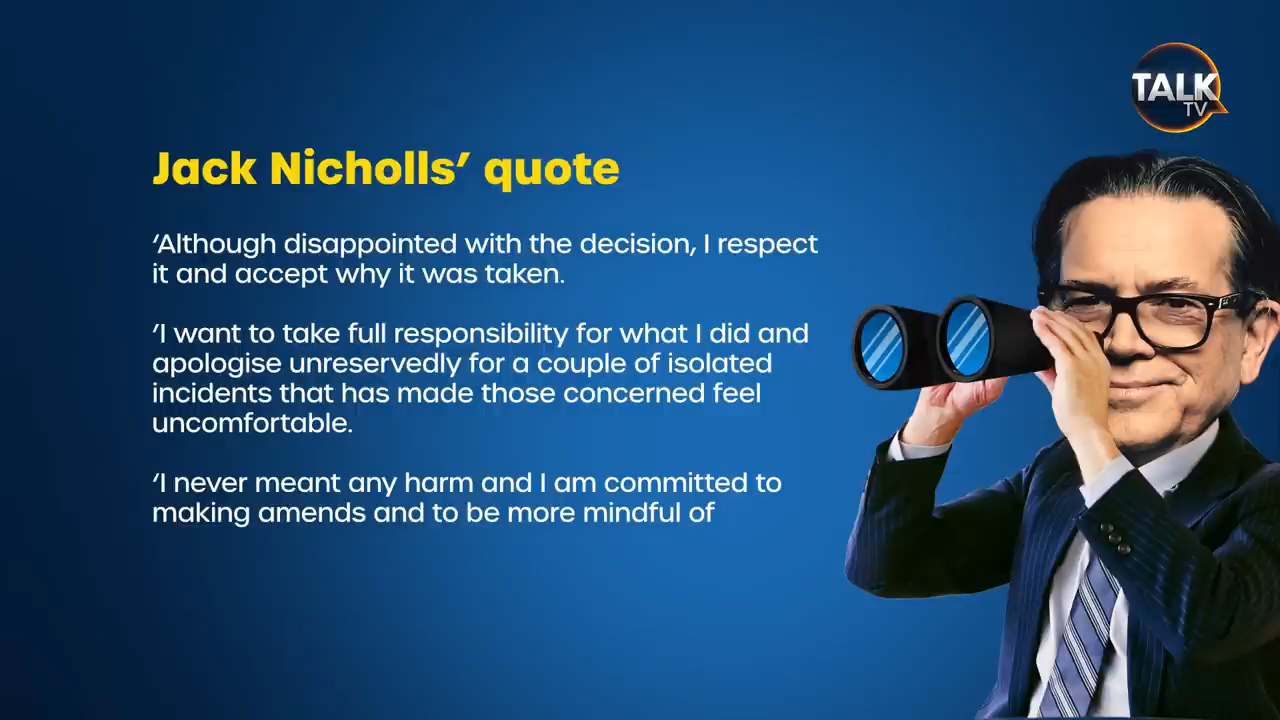 TALK
TV
Jack Nicholls’ quote
‘Although disappointed with the decision, I respect
it and accept why it was taken.
‘I want to take full responsibility for what I did and
apologise unreservedly for a couple of isolated
incidents that has made those concerned feel
uncomfortable.
‘I never meant any harm and I am committed to
making amends and to be more mindful of